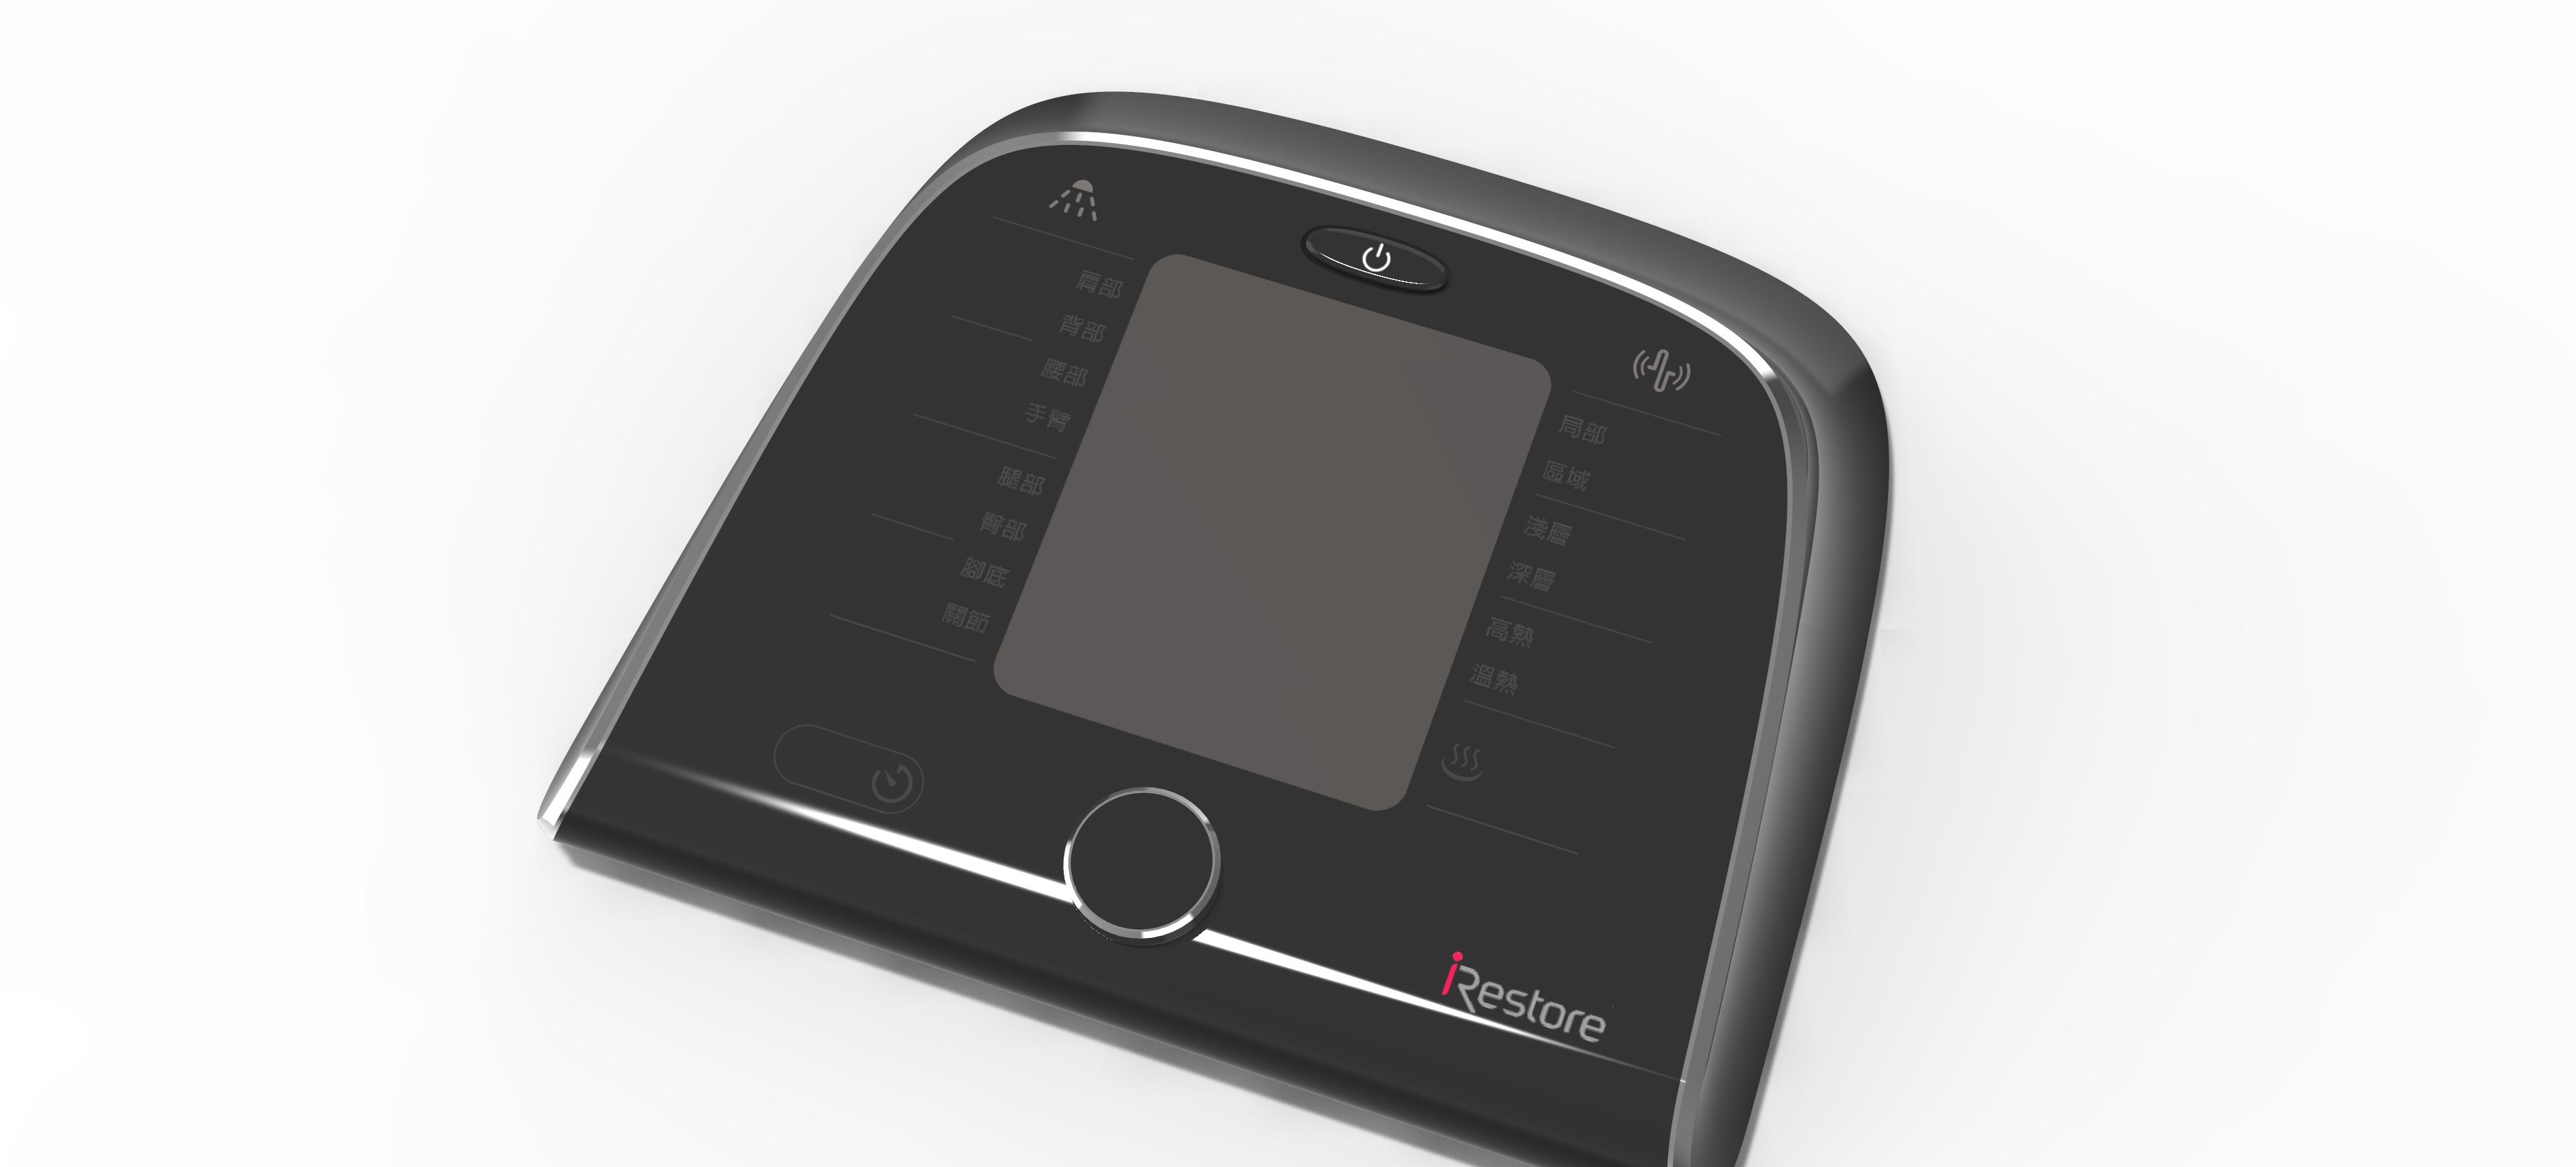 肩部
背部
腰部
手臂
腿部
臀部
腳底
關節
局部
區域
淺層
深層
高熱
溫熱
iRestore